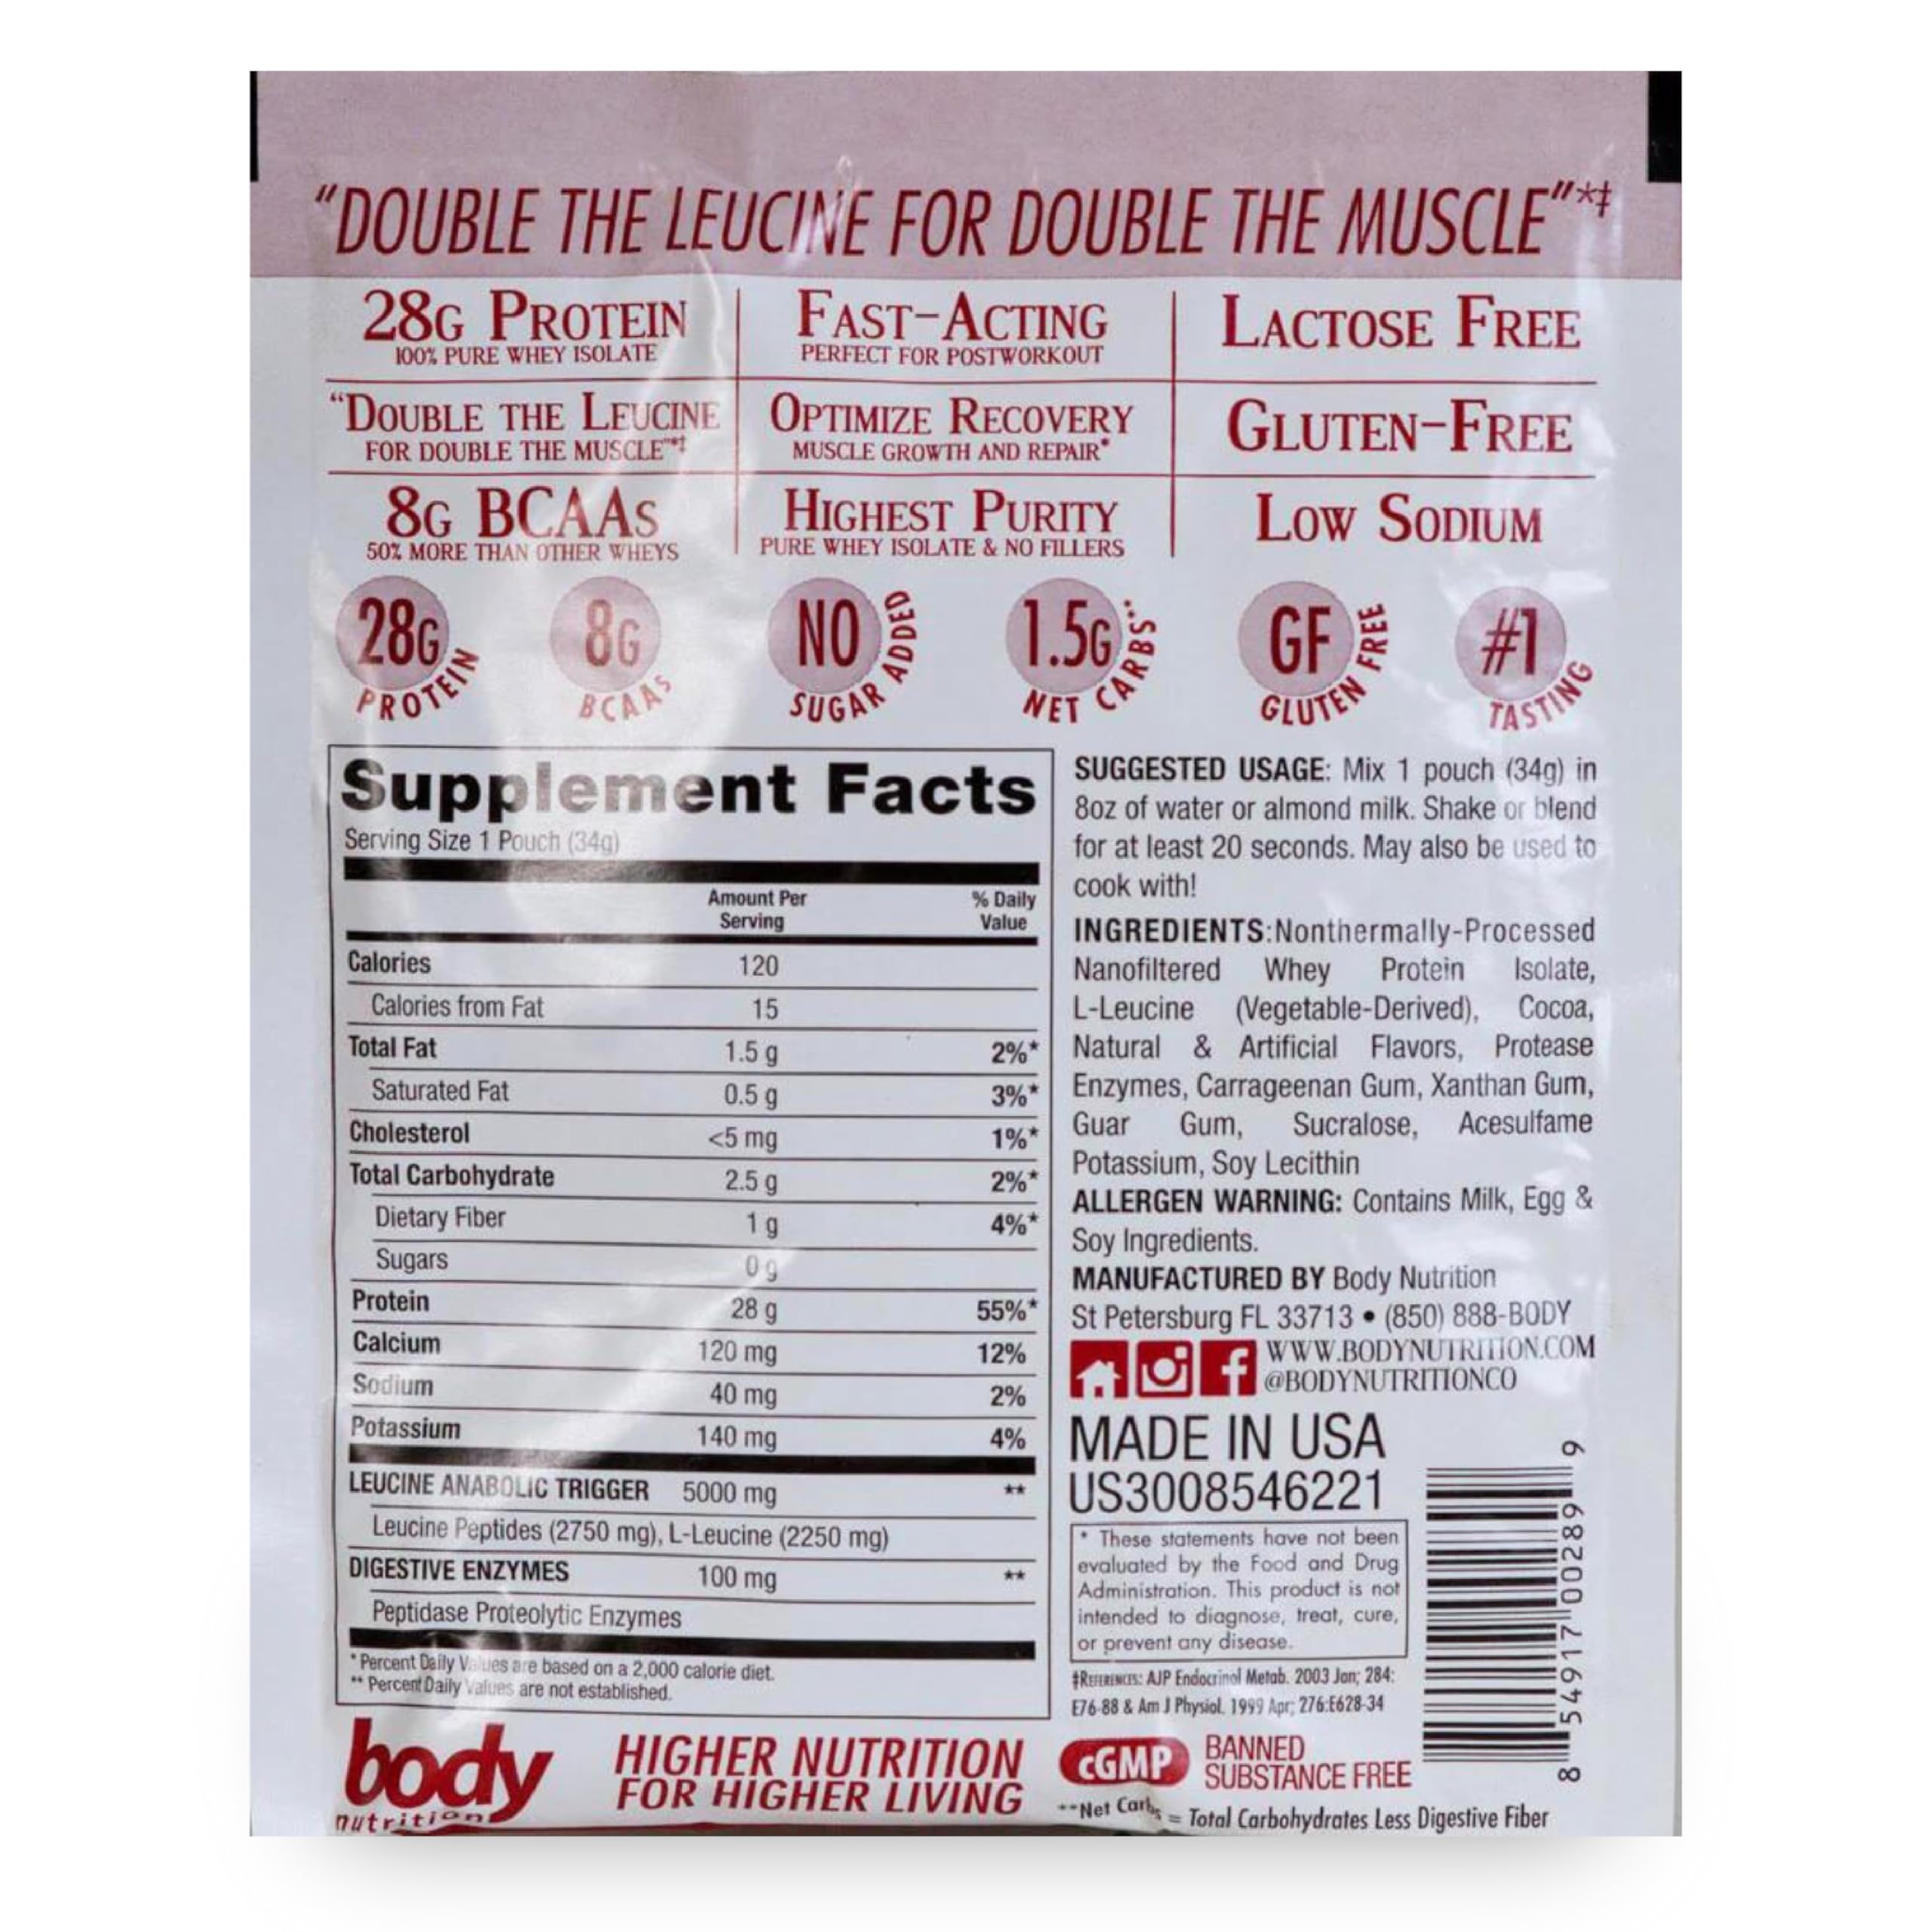 "DOUBLE THE LEUCINE FOR DOUBLE THE MUSCLE"*‡
28G PROTEIN
100% PURE WHEY ISOLATE
FAST-ACTING
PERFECT FOR POSTWORKOUT
LACTOSE FREE
"DOUBLE THE LEUCINE
FOR DOUBLE THE MUSCLE"*‡
OPTIMIZE RECOVERY
MUSCLE GROWTH AND REPAIR*
GLUTEN-FREE
8G BCAAS
50% MORE THAN OTHER WHEYS
HIGHEST PURITY
PURE WHEY ISOLATE & NO FILLERS
LOW SODIUM
28G PROTEIN
8G BCAAS
NO SUGAR ADDED
1.5G NET CARBS**
GF GLUTEN FREE
#1 TASTING
Supplement Facts
Serving Size 1 Pouch (34g)
Amount Per Serving % Daily Value
Calories 120
Calories from Fat 15
Total Fat 1.5 g 2%*
Saturated Fat 0.5 g 3%*
Cholesterol <5 mg 1%*
Total Carbohydrate 2.5 g 2%*
Dietary Fiber 1 g 4%*
Sugars 0 g
Protein 28 g 55%*
Calcium 120 mg 12%
Sodium 40 mg 2%
Potassium 140 mg 4%
LEUCINE ANABOLIC TRIGGER 5000 mg **
Leucine Peptides (2750 mg), L-Leucine (2250 mg)
DIGESTIVE ENZYMES 100 mg **
Peptidase Proteolytic Enzymes
* Percent Daily Values are based on a 2,000 calorie diet.
** Percent Daily Values are not established.
SUGGESTED USAGE: Mix 1 pouch (34g) in
8oz of water or almond milk. Shake or blend
for at least 20 seconds. May also be used to
cook with!
INGREDIENTS:Nonthermally-Processed
Nanofiltered Whey Protein Isolate,
L-Leucine (Vegetable-Derived), Cocoa,
Natural & Artificial Flavors, Protease
Enzymes, Carrageenan Gum, Xanthan Gum,
Guar Gum, Sucralose, Acesulfame
Potassium, Soy Lecithin
ALLERGEN WARNING: Contains Milk, Egg &
Soy Ingredients.
MANUFACTURED BY Body Nutrition
St Petersburg FL 33713 • (850) 888-BODY
WWW.BODYNUTRITION.COM
@BODYNUTRITIONCO
MADE IN USA
US3008546221
* These statements have not been
evaluated by the Food and Drug
Administration. This product is not
intended to diagnose, treat, cure,
or prevent any disease.
‡REFERENCES: AJP Endocrinol Metab. 2003 Jan; 284:
E76-88 & Am J Physiol. 1999 Apr; 276:E628-34
8 54917 00289 9
body
nutrition
HIGHER NUTRITION
FOR HIGHER LIVING
cGMP
BANNED
SUBSTANCE FREE
**Net Carbs = Total Carbohydrates Less Digestive Fiber